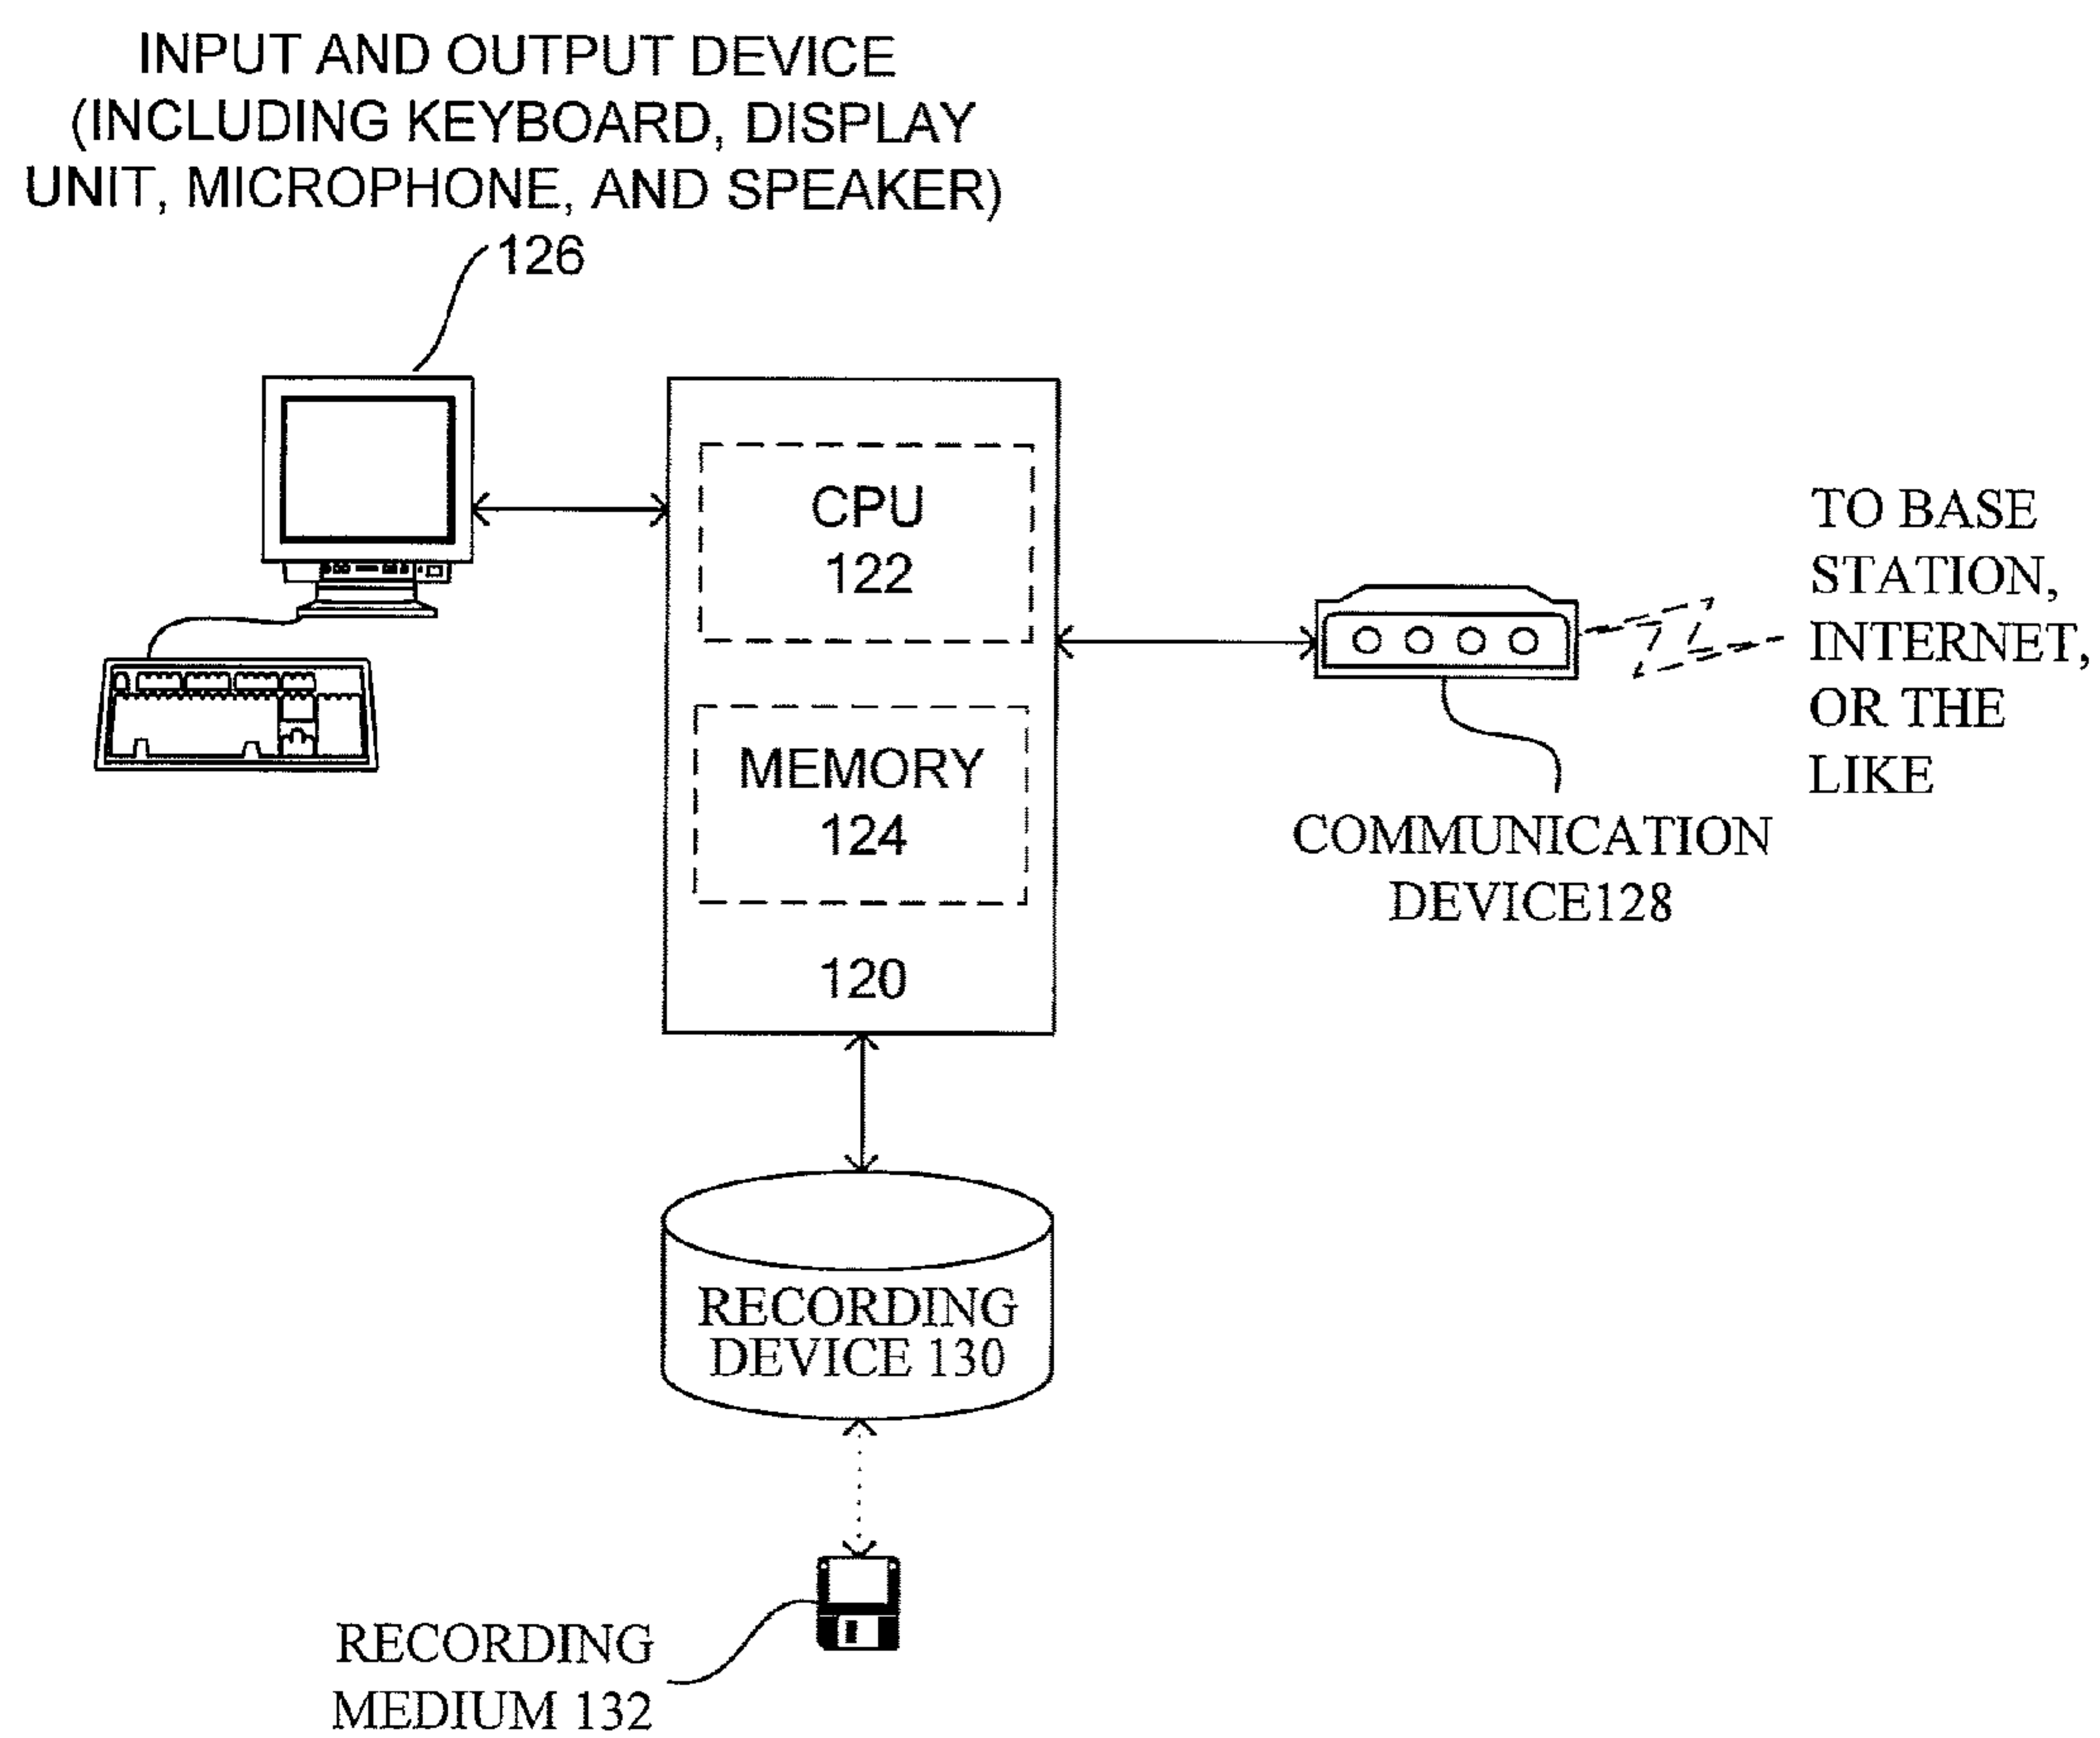 INPUT AND OUTPUT DEVICE
(INCLUDING KEYBOARD, DISPLAY
UNIT, MICROPHONE, AND SPEAKER)
126
CPU
122
MEMORY
124
120
TO BASE
STATION,
INTERNET,
OR THE
LIKE
COMMUNICATION
DEVICE128
RECORDING
DEVICE 130
RECORDING
MEDIUM 132